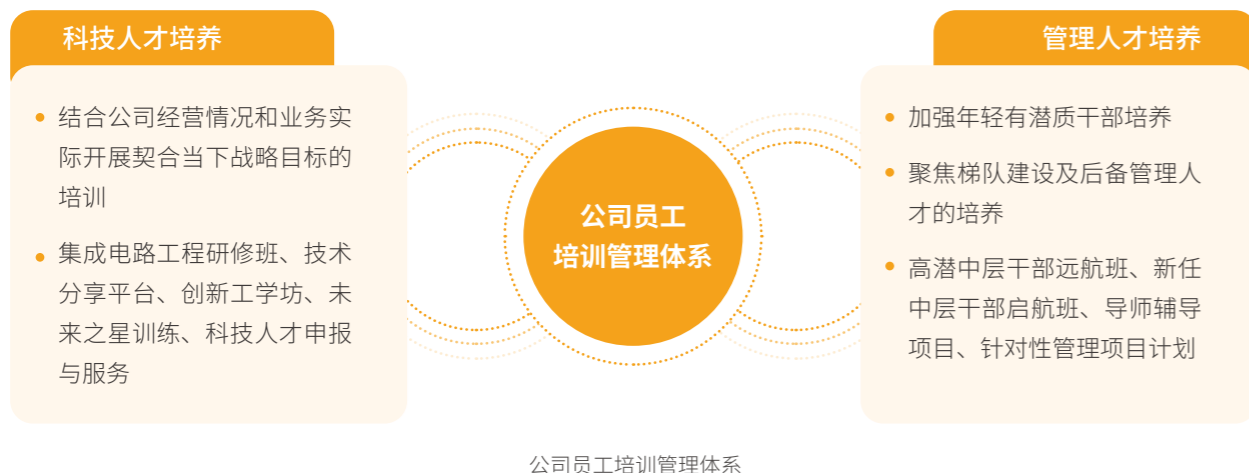 科技人才培养
结合公司经营情况和业务实
际开展契合当下战略目标的
培训
集成电路工程研修班、技术
分享平台、创新工学坊、未
来之星训练、科技人才申报
与服务
公司员工
培训管理体系
管理人才培养
加强年轻有潜质干部培养
聚焦梯队建设及后备管理人
才的培养
高潜中层干部远航班、新任
中层干部启航班、导师辅导
项目、针对性管理项目计划
公司员工培训管理体系